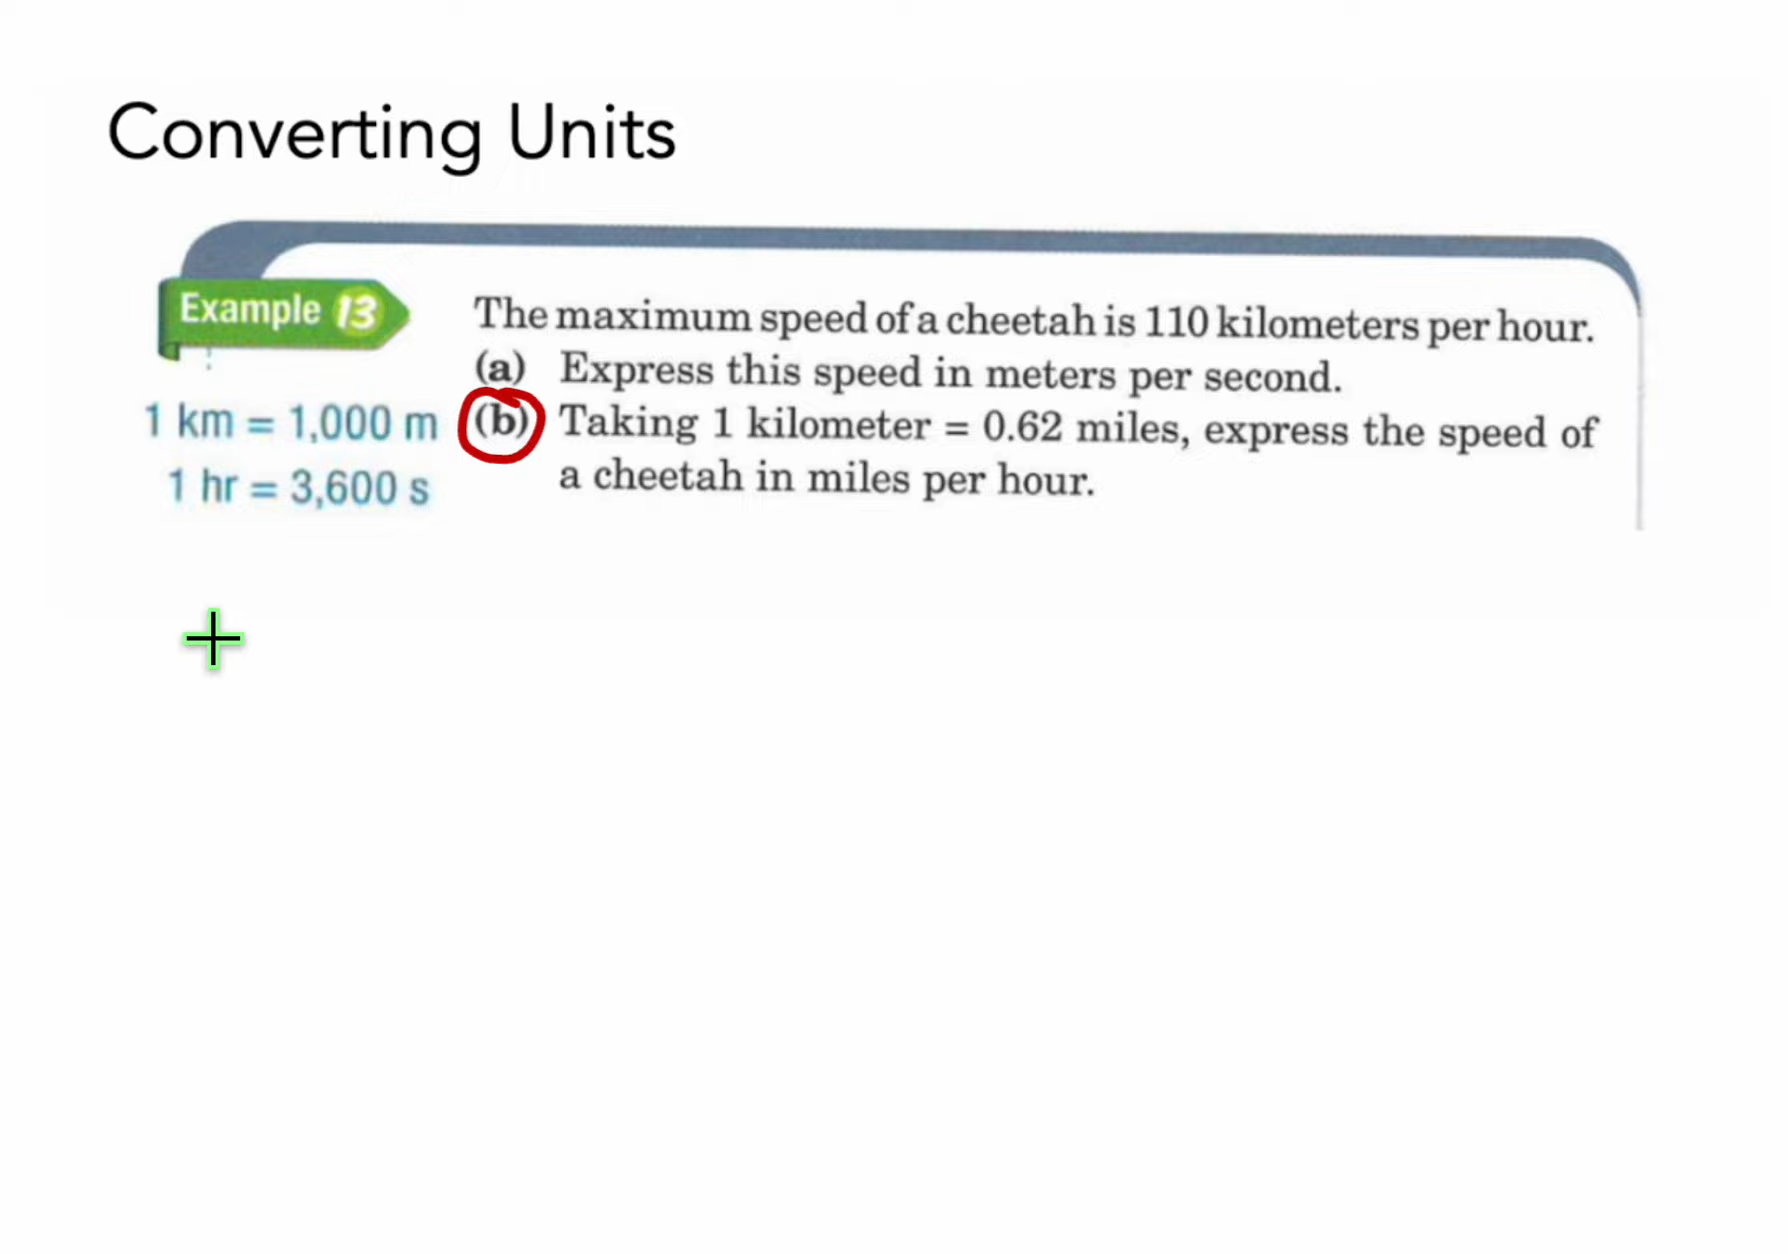 Converting Units
Example 13
The maximum speed of a cheetah is 110 kilometers per hour.
(a) Express this speed in meters per second.
1 km = 1,000 m
(b) Taking 1 kilometer = 0.62 miles, express the speed of
1 hr = 3,600 s
a cheetah in miles per hour.